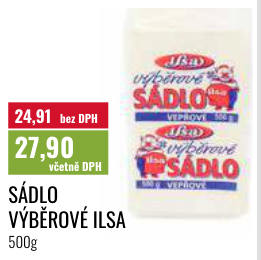 24,91 bez DPH
27,90
včetně DPH
SÁDLO
VÝBĚROVÉ ILSA
500g
ilsa
výběrové
SÁDLO
VEPŘOVÉ 500 g
ilsa
výběrové
ilsa SÁDLO
500 g VEPŘOVÉ